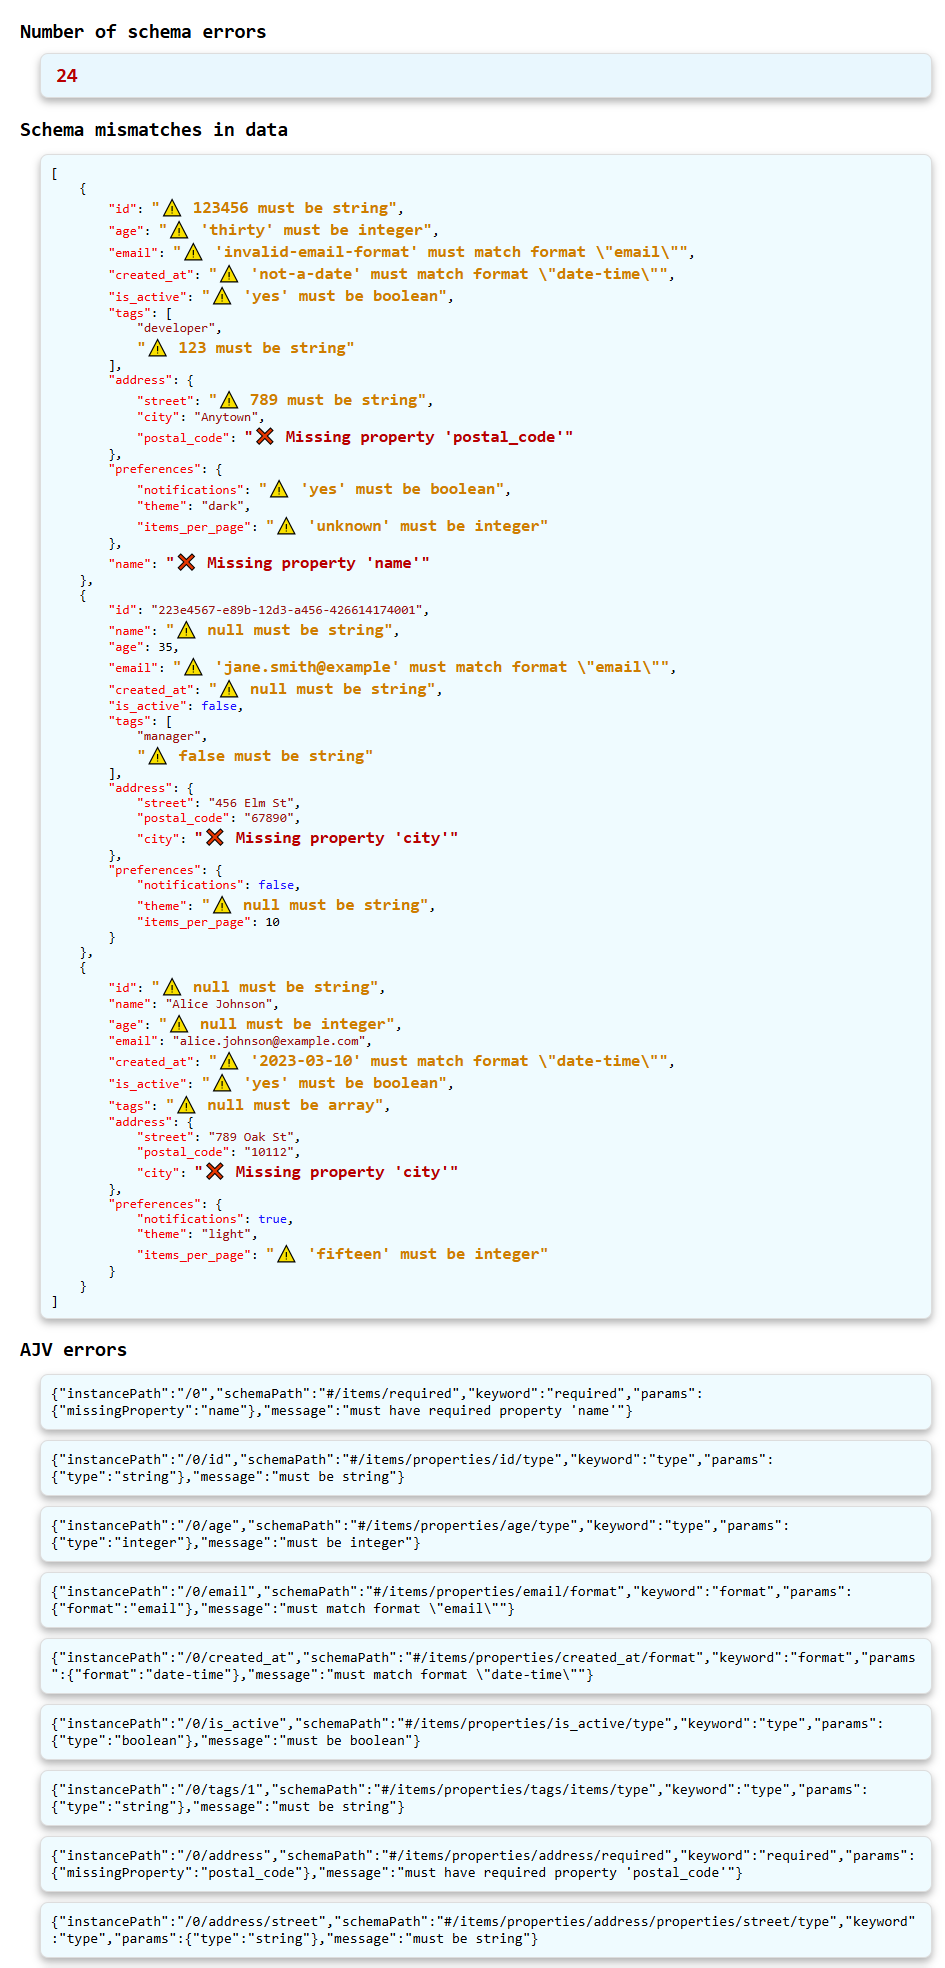 Number of schema errors
24
Schema mismatches in data
[
{
"id": "⚠ 123456 must be string",
"age": "⚠ 'thirty' must be integer",
"email": "⚠ 'invalid-email-format' must match format \"email\"",
"created_at": "⚠ 'not-a-date' must match format \"date-time\"",
"is_active": "⚠ 'yes' must be boolean",
"tags": [
"developer",
"⚠ 123 must be string"
],
"address": {
"street": "⚠ 789 must be string",
"city": "Anytown",
"postal_code": "❌ Missing property 'postal_code'"
},
"preferences": {
"notifications": "⚠ 'yes' must be boolean",
"theme": "dark",
"items_per_page": "⚠ 'unknown' must be integer"
},
"name": "❌ Missing property 'name'"
},
{
"id": "223e4567-e89b-12d3-a456-426614174001",
"name": "⚠ null must be string",
"age": 35,
"email": "⚠ 'jane.smith@example' must match format \"email\"",
"created_at": "⚠ null must be string",
"is_active": false,
"tags": [
"manager",
"⚠ false must be string"
],
"address": {
"street": "456 Elm St",
"postal_code": "67890",
"city": "❌ Missing property 'city'"
},
"preferences": {
"notifications": false,
"theme": "⚠ null must be string",
"items_per_page": 10
}
},
{
"id": "⚠ null must be string",
"name": "Alice Johnson",
"age": "⚠ null must be integer",
"email": "alice.johnson@example.com",
"created_at": "⚠ '2023-03-10' must match format \"date-time\"",
"is_active": "⚠ 'yes' must be boolean",
"tags": "⚠ null must be array",
"address": {
"street": "789 Oak St",
"postal_code": "10112",
"city": "❌ Missing property 'city'"
},
"preferences": {
"notifications": true,
"theme": "light",
"items_per_page": "⚠ 'fifteen' must be integer"
}
}
]
AJV errors
{"instancePath":"/0","schemaPath":"#/items/required","keyword":"required","params":
{"missingProperty":"name"},"message":"must have required property 'name'"}
{"instancePath":"/0/id","schemaPath":"#/items/properties/id/type","keyword":"type","params":
{"type":"string"},"message":"must be string"}
{"instancePath":"/0/age","schemaPath":"#/items/properties/age/type","keyword":"type","params":
{"type":"integer"},"message":"must be integer"}
{"instancePath":"/0/email","schemaPath":"#/items/properties/email/format","keyword":"format","params":
{"format":"email"},"message":"must match format \"email\""}
{"instancePath":"/0/created_at","schemaPath":"#/items/properties/created_at/format","keyword":"format","params
":{"format":"date-time"},"message":"must match format \"date-time\""}
{"instancePath":"/0/is_active","schemaPath":"#/items/properties/is_active/type","keyword":"type","params":
{"type":"boolean"},"message":"must be boolean"}
{"instancePath":"/0/tags/1","schemaPath":"#/items/properties/tags/items/type","keyword":"type","params":
{"type":"string"},"message":"must be string"}
{"instancePath":"/0/address","schemaPath":"#/items/properties/address/required","keyword":"required","params":
{"missingProperty":"postal_code"},"message":"must have required property 'postal_code'"}
{"instancePath":"/0/address/street","schemaPath":"#/items/properties/address/properties/street/type","keyword"
:"type","params":{"type":"string"},"message":"must be string"}